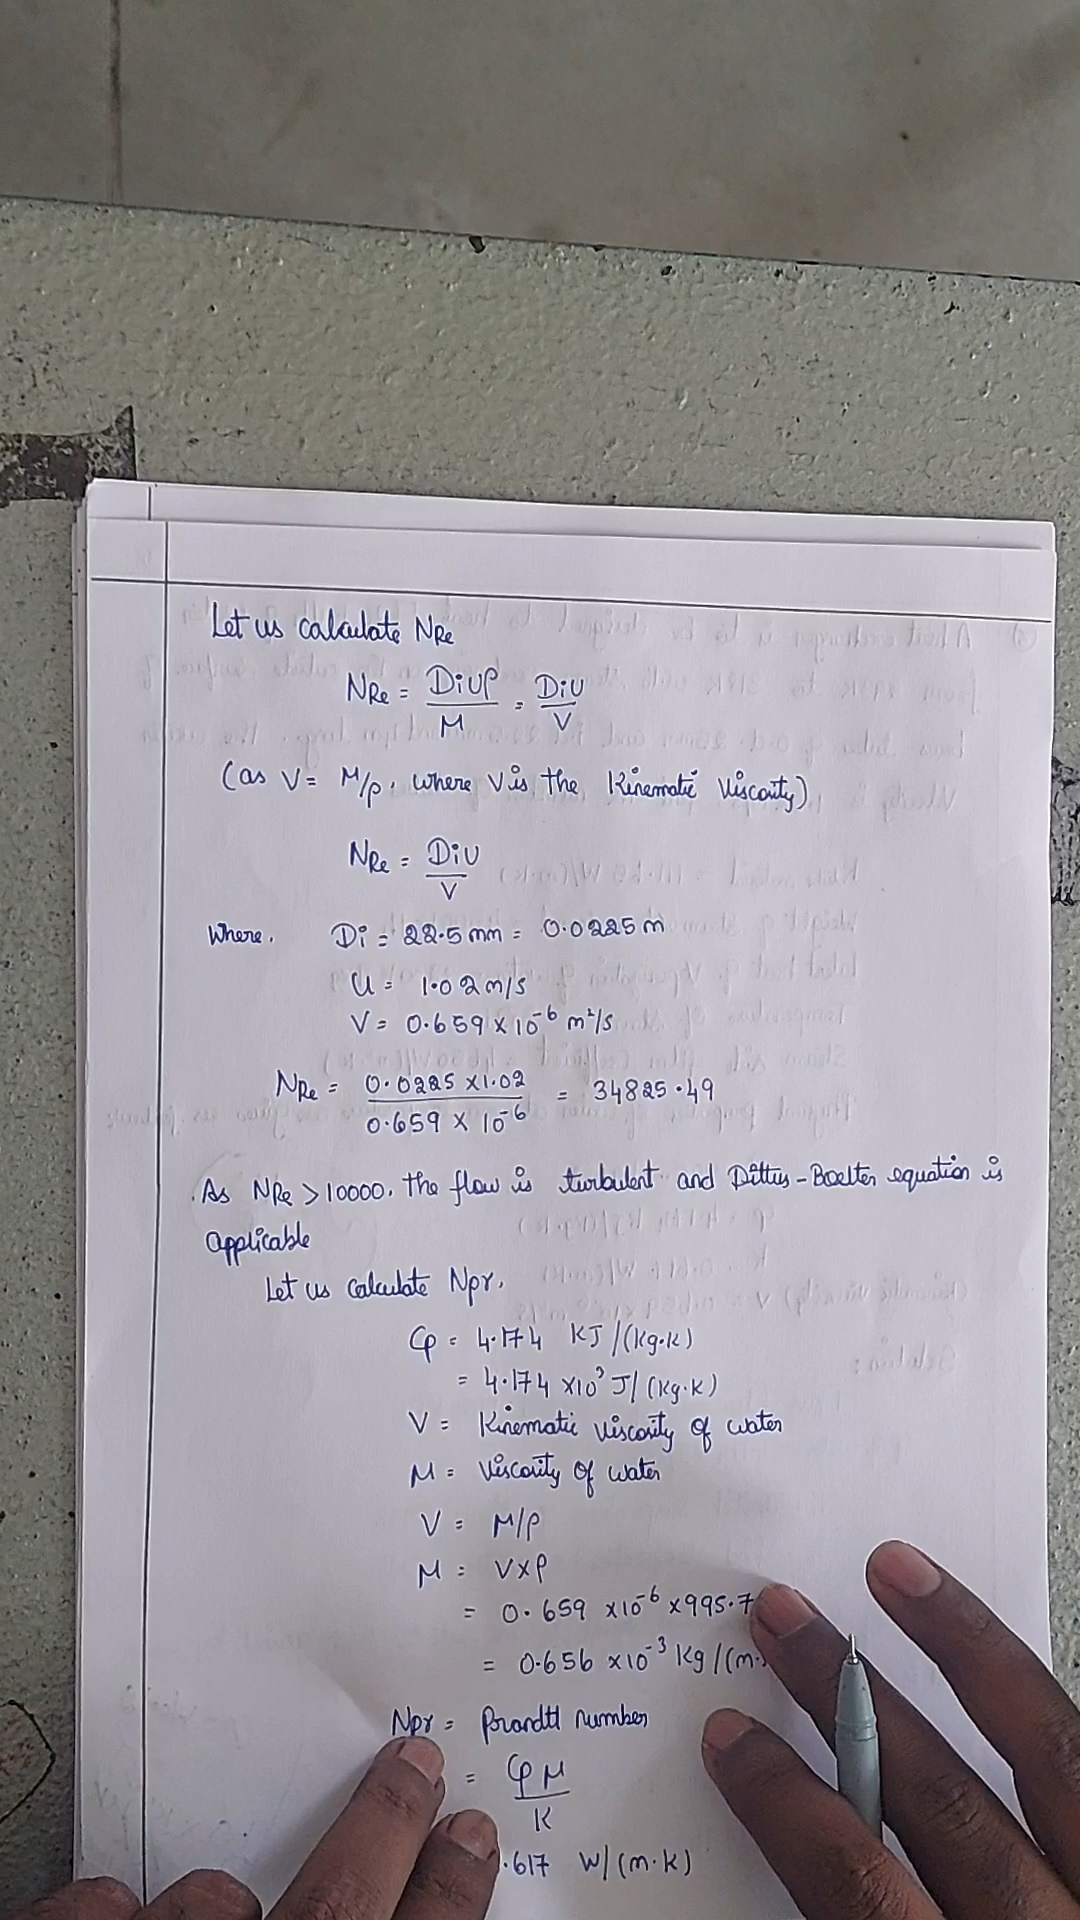 Let us calculate NRe
NRe = DiUρ/μ = DiU/ν
(as ν = μ/ρ, where ν is the Kinematic viscosity)
NRe = DiU/ν
Where, Di = 22.5 mm = 0.0225 m
U = 1.02 m/s
ν = 0.659 × 10⁻⁶ m²/s
NRe = 0.0225 × 1.02 / 0.659 × 10⁻⁶ = 34825.49
As NRe > 10000, the flow is turbulent and Dittus-Boelter equation is
applicable
Let us calculate Npr,
Cp = 4.174 KJ/(Kg.K)
= 4.174 × 10³ J/(Kg.K)
ν = Kinematic viscosity of water
μ = Viscosity of water
ν = μ/ρ
μ = ν × ρ
= 0.659 × 10⁻⁶ × 995.7
= 0.656 × 10⁻³ Kg/(m.
Npr = Prandtl number
= Cp μ/K
.617 W/(m.K)